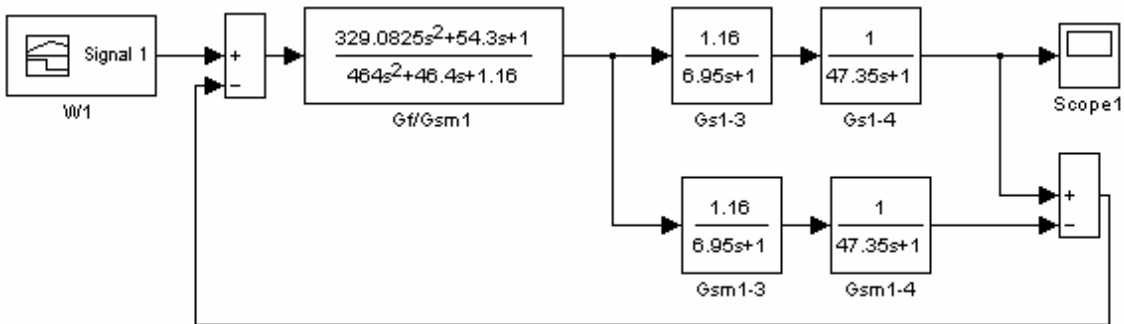 Signal 1
W1
+
−
329.0825s²+54.3s+1
464s²+46.4s+1.16
Gf/Gsm1
1.16
6.95s+1
Gs1-3
1
47.35s+1
Gs1-4
Scope1
1.16
6.95s+1
Gsm1-3
1
47.35s+1
Gsm1-4
+
−